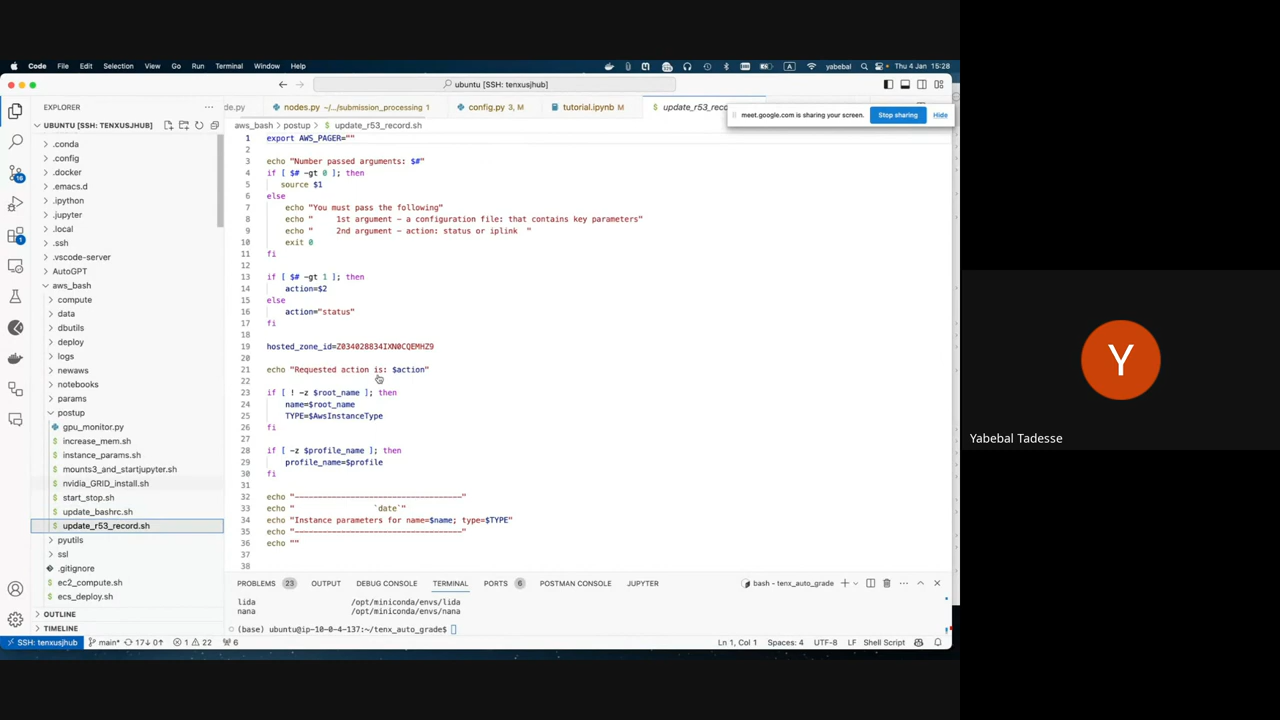 Code File Edit Selection View Go Run Terminal Window Help
yabebal Thu 4 Jan 15:28
ubuntu [SSH: tenxusjhub]
EXPLORER
de.py nodes.py ~/.../submission_processing 1 config.py 3, M tutorial.ipynb M update_r53_reco
meet.google.com is sharing your screen. Stop sharing Hide
UBUNTU [SSH: TENXUSJHUB]
aws_bash > postup > $ update_r53_record.sh
.conda
.config
.docker
.emacs.d
.ipython
.jupyter
.local
.ssh
.vscode-server
AutoGPT
aws_bash
compute
data
dbutils
deploy
logs
newaws
notebooks
params
postup
gpu_monitor.py
$ increase_mem.sh
$ instance_params.sh
$ mounts3_and_startjupyter.sh
$ nvidia_GRID_install.sh
$ start_stop.sh
$ update_bashrc.sh
$ update_r53_record.sh
pyutils
ssl
.gitignore
$ ec2_compute.sh
$ ecs_deploy.sh
OUTLINE
TIMELINE
1 export AWS_PAGER=""
2
3 echo "Number passed arguments: $#"
4 if [ $# -gt 0 ]; then
5 source $1
6 else
7 echo "You must pass the following"
8 echo " 1st argument - a configuration file: that contains key parameters"
9 echo " 2nd argument - action: status or iplink "
10 exit 0
11 fi
12
13 if [ $# -gt 1 ]; then
14 action=$2
15 else
16 action="status"
17 fi
18
19 hosted_zone_id=Z034028834IXN0CQEMHZ9
20
21 echo "Requested action is: $action"
22
23 if [ ! -z $root_name ]; then
24 name=$root_name
25 TYPE=$AwsInstanceType
26 fi
27
28 if [ -z $profile_name ]; then
29 profile_name=$profile
30 fi
31
32 echo "-----------------------------------"
33 echo " `date`"
34 echo "Instance parameters for name=$name; type=$TYPE"
35 echo "-----------------------------------"
36 echo ""
37
38
PROBLEMS 23 OUTPUT DEBUG CONSOLE TERMINAL PORTS 6 POSTMAN CONSOLE JUPYTER
bash - tenx_auto_grade
lida /opt/miniconda/envs/lida
nana /opt/miniconda/envs/nana
(base) ubuntu@ip-10-0-4-137:~/tenx_auto_grade$
SSH: tenxusjhub main* 17↓ 0↑ 1 22 6
Ln 1, Col 1 Spaces: 4 UTF-8 LF Shell Script
Y
Yabebal Tadesse